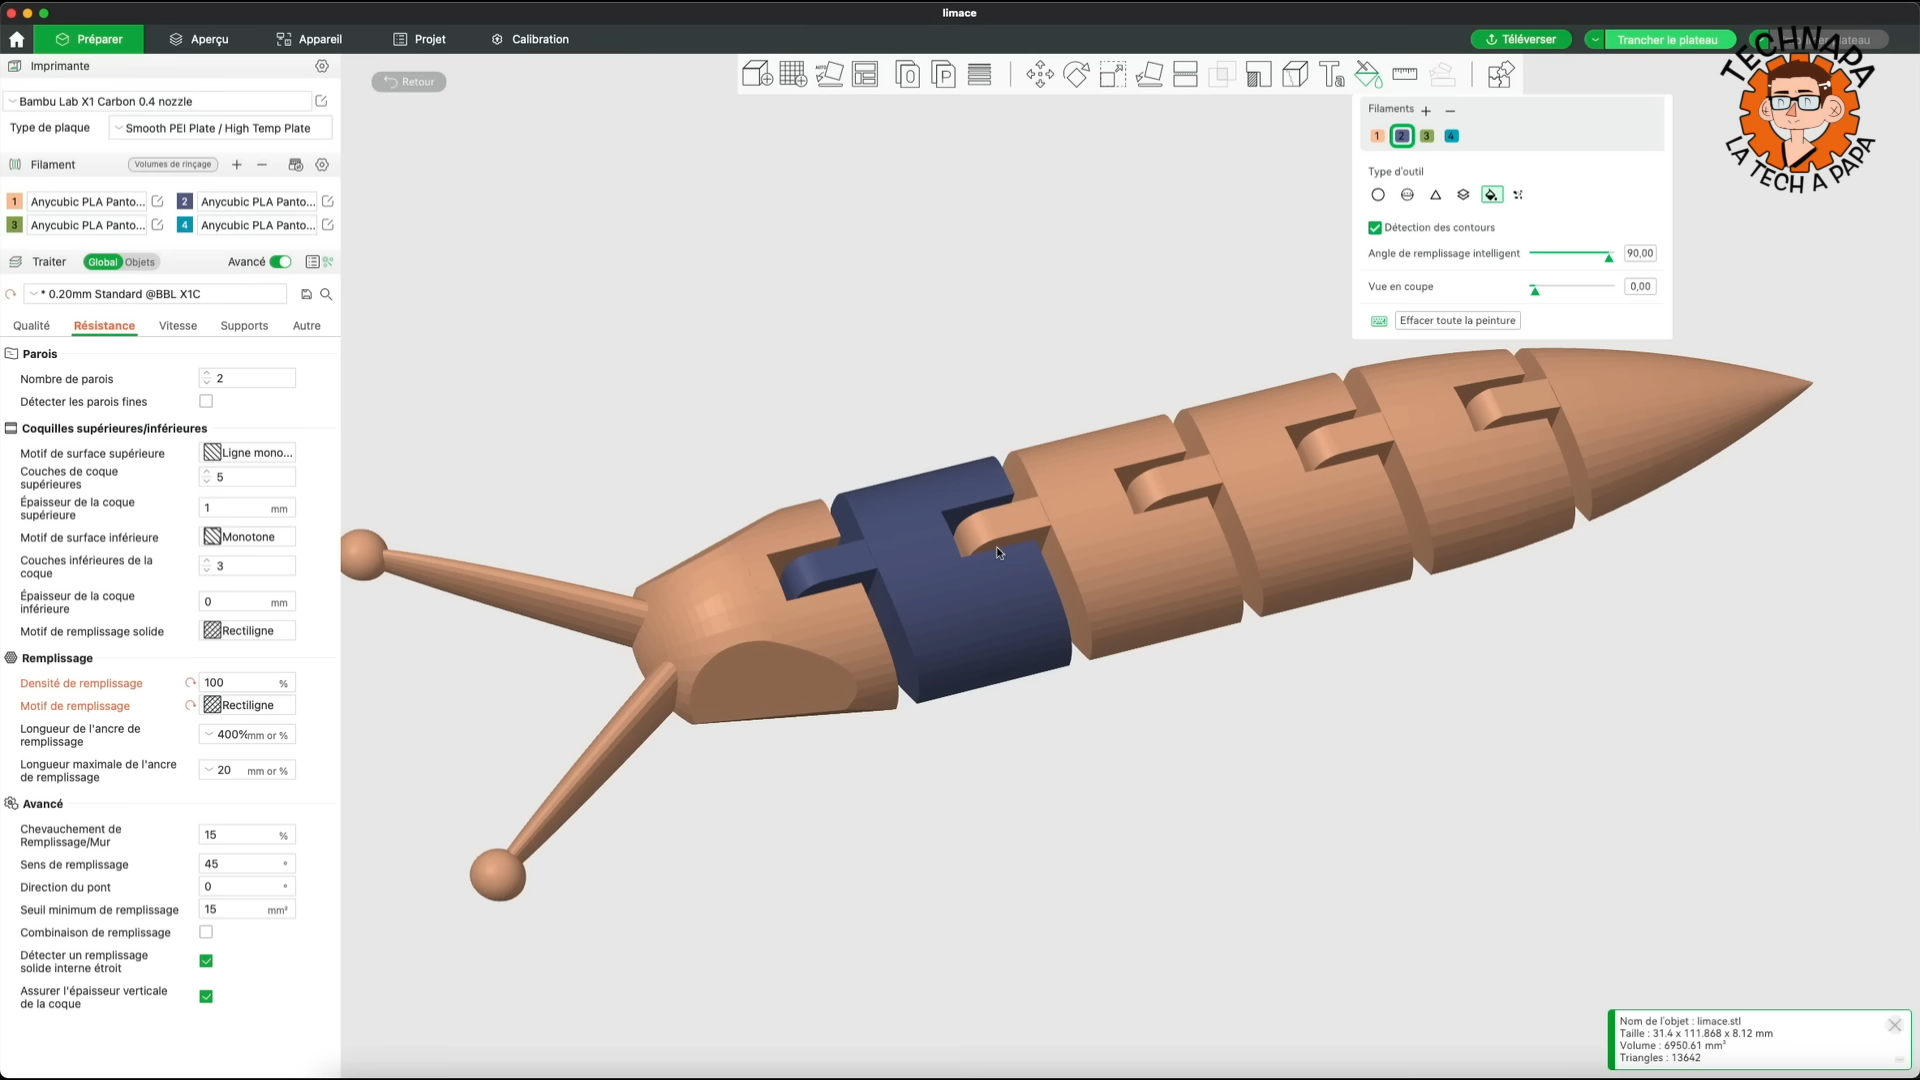 limace
Préparer
Aperçu
Appareil
Projet
Calibration
Téléverser
Trancher le plateau
TECHNAPA
LA TECH A PAPA
Imprimante
Bambu Lab X1 Carbon 0.4 nozzle
Type de plaque
Smooth PEI Plate / High Temp Plate
Filament
Volumes de rinçage
1 Anycubic PLA Panto...
2 Anycubic PLA Panto...
3 Anycubic PLA Panto...
4 Anycubic PLA Panto...
Traiter
Global
Objets
Avancé
* 0.20mm Standard @BBL X1C
Qualité
Résistance
Vitesse
Supports
Autre
Parois
Nombre de parois
2
Détecter les parois fines
Coquilles supérieures/inférieures
Motif de surface supérieure
Ligne mono...
Couches de coque
supérieures
5
Épaisseur de la coque
supérieure
1 mm
Motif de surface inférieure
Monotone
Couches inférieures de la
coque
3
Épaisseur de la coque
inférieure
0 mm
Motif de remplissage solide
Rectiligne
Remplissage
Densité de remplissage
100 %
Motif de remplissage
Rectiligne
Longueur de l'ancre de
remplissage
400% mm or %
Longueur maximale de l'ancre
de remplissage
20 mm or %
Avancé
Chevauchement de
Remplissage/Mur
15 %
Sens de remplissage
45 °
Direction du pont
0 °
Seuil minimum de remplissage
15 mm²
Combinaison de remplissage
Détecter un remplissage
solide interne étroit
Assurer l'épaisseur verticale
de la coque
Retour
Filaments
1 2 3 4
Type d'outil
Détection des contours
Angle de remplissage intelligent
90,00
Vue en coupe
0,00
Effacer toute la peinture
Nom de l'objet : limace.stl
Taille : 31.4 x 111.868 x 8.12 mm
Volume : 6950.61 mm³
Triangles : 13642